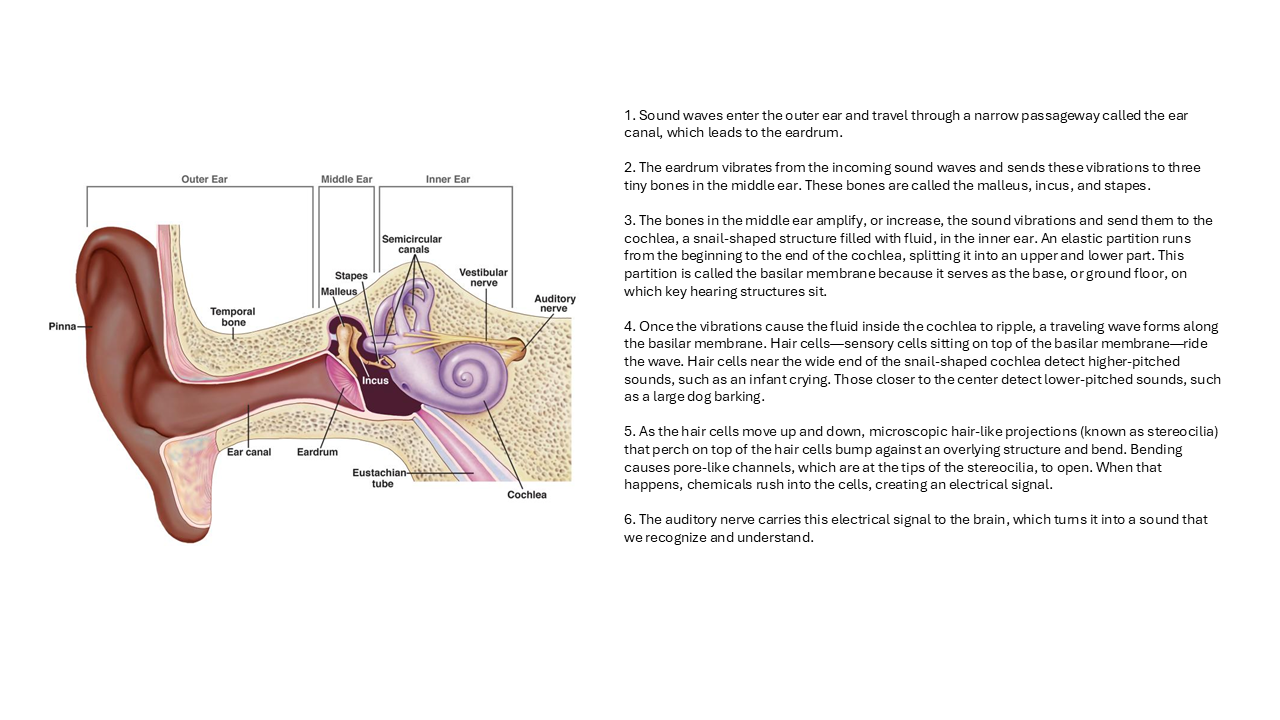 Outer Ear
Middle Ear
Inner Ear
Semicircular
canals
Stapes
Vestibular
nerve
Malleus
Auditory
nerve
Temporal
bone
Pinna
Incus
Ear canal
Eardrum
Eustachian
tube
Cochlea
1. Sound waves enter the outer ear and travel through a narrow passageway called the ear
canal, which leads to the eardrum.
2. The eardrum vibrates from the incoming sound waves and sends these vibrations to three
tiny bones in the middle ear. These bones are called the malleus, incus, and stapes.
3. The bones in the middle ear amplify, or increase, the sound vibrations and send them to the
cochlea, a snail-shaped structure filled with fluid, in the inner ear. An elastic partition runs
from the beginning to the end of the cochlea, splitting it into an upper and lower part. This
partition is called the basilar membrane because it serves as the base, or ground floor, on
which key hearing structures sit.
4. Once the vibrations cause the fluid inside the cochlea to ripple, a traveling wave forms along
the basilar membrane. Hair cells—sensory cells sitting on top of the basilar membrane—ride
the wave. Hair cells near the wide end of the snail-shaped cochlea detect higher-pitched
sounds, such as an infant crying. Those closer to the center detect lower-pitched sounds, such
as a large dog barking.
5. As the hair cells move up and down, microscopic hair-like projections (known as stereocilia)
that perch on top of the hair cells bump against an overlying structure and bend. Bending
causes pore-like channels, which are at the tips of the stereocilia, to open. When that
happens, chemicals rush into the cells, creating an electrical signal.
6. The auditory nerve carries this electrical signal to the brain, which turns it into a sound that
we recognize and understand.